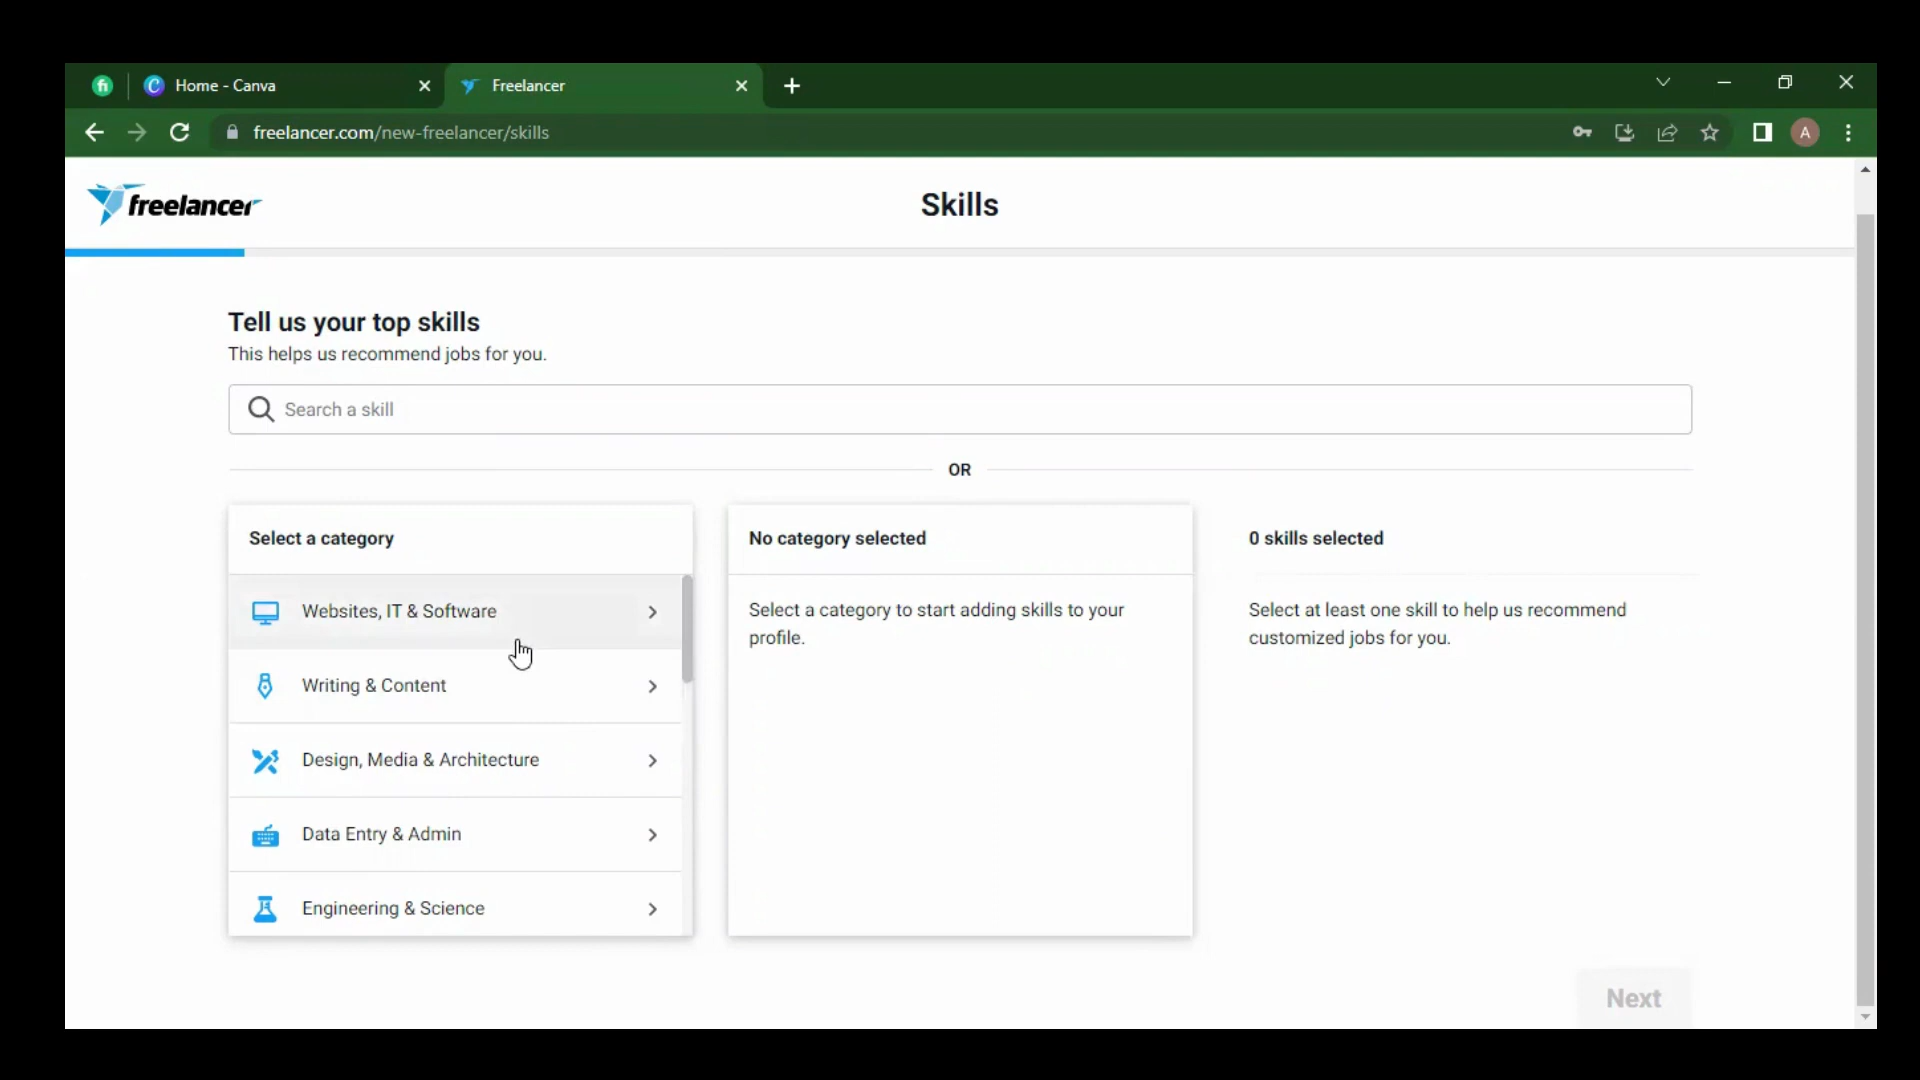 Home - Canva
Freelancer
freelancer.com/new-freelancer/skills
A
freelancer
Skills
Tell us your top skills
This helps us recommend jobs for you.
Search a skill
OR
Select a category
Websites, IT & Software
Writing & Content
Design, Media & Architecture
Data Entry & Admin
Engineering & Science
No category selected
Select a category to start adding skills to your
profile.
0 skills selected
Select at least one skill to help us recommend
customized jobs for you.
Next